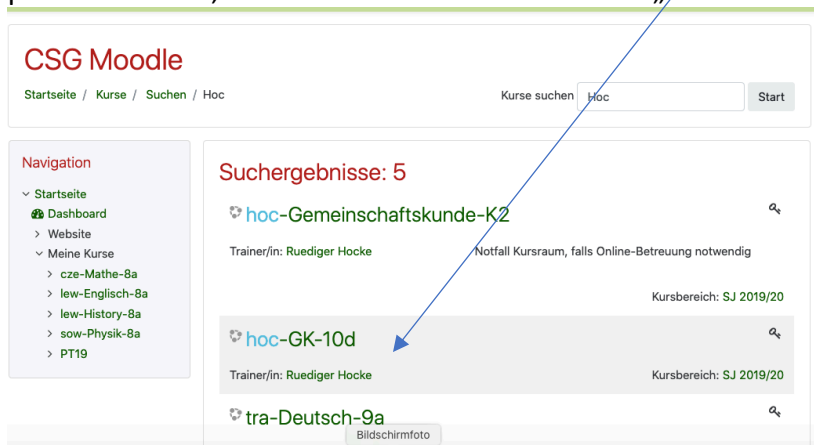 CSG Moodle
Startseite / Kurse / Suchen / Hoc
Kurse suchen Hoc Start
Navigation
Startseite
Dashboard
Website
Meine Kurse
cze-Mathe-8a
lew-Englisch-8a
lew-History-8a
sow-Physik-8a
PT19
Suchergebnisse: 5
hoc-Gemeinschaftskunde-K2
Trainer/in: Ruediger Hocke Notfall Kursraum, falls Online-Betreuung notwendig
Kursbereich: SJ 2019/20
hoc-GK-10d
Trainer/in: Ruediger Hocke Kursbereich: SJ 2019/20
tra-Deutsch-9a
Bildschirmfoto